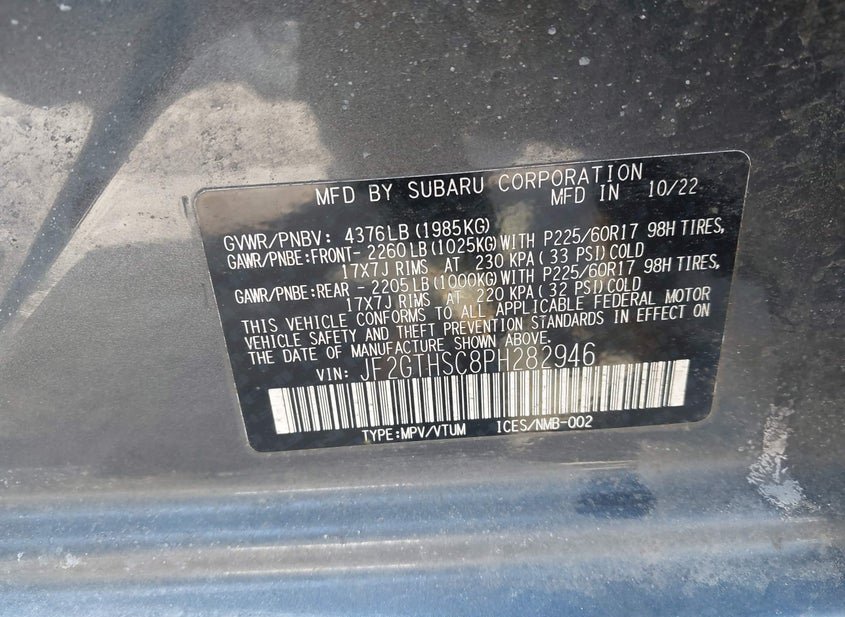 MFD BY SUBARU CORPORATION
MFD IN 10/22
GVWR/PNBV: 4376LB(1985KG)
GAWR/PNBE:FRONT- 2260LB(1025KG)WITH P225/60R17 98H TIRES,
17X7J RIMS AT 230 KPA(33 PSI)COLD
GAWR/PNBE:REAR - 2205LB(1000KG)WITH P225/60R17 98H TIRES,
17X7J RIMS AT 220 KPA(32 PSI)COLD
THIS VEHICLE CONFORMS TO ALL APPLICABLE FEDERAL MOTOR
VEHICLE SAFETY AND THEFT PREVENTION STANDARDS IN EFFECT ON
THE DATE OF MANUFACTURE SHOWN ABOVE.
VIN: JF2GTHSC8PH282946
TYPE:MPV/VTUM ICES/NMB-002